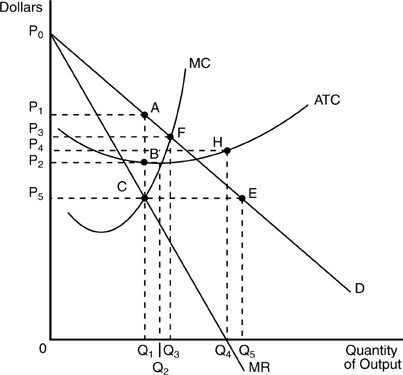 Dollars
P0
MC
P1
A
ATC
P3
F
P4
H
P2
B
C
P5
E
D
0
Q1
Q3
Q4
Q5
Quantity
of Output
Q2
MR